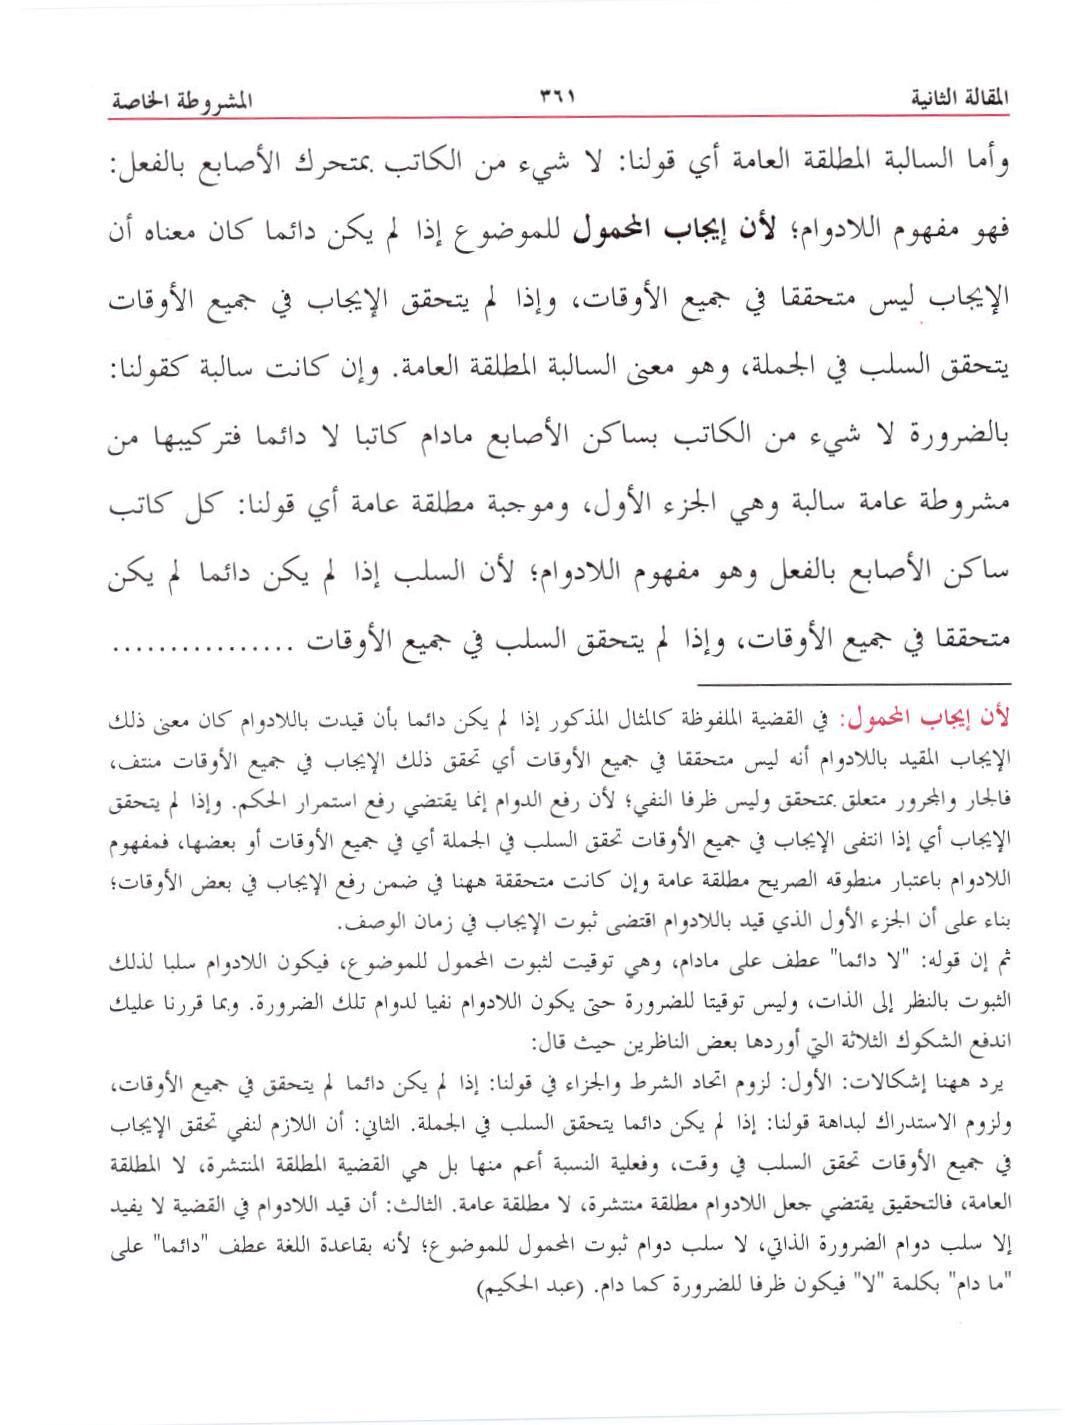 المقالة الثانية ٣٦١ المشروطة الخاصة
وأما السالبة المطلقة العامة أي قولنا: لا شيء من الكاتب بمتحرك الأصابع بالفعل:
فهو مفهوم اللادوام؛ لأن إيجاب المحمول للموضوع إذا لم يكن دائما كان معناه أن
الإيجاب ليس متحققا في جميع الأوقات، وإذا لم يتحقق الإيجاب في جميع الأوقات
يتحقق السلب في الجملة، وهو معنى السالبة المطلقة العامة. وإن كانت سالبة كقولنا:
بالضرورة لا شيء من الكاتب بساكن الأصابع مادام كاتبا لا دائما فتركيبها من
مشروطة عامة سالبة وهي الجزء الأول، وموجبة مطلقة عامة أي قولنا: كل كاتب
ساكن الأصابع بالفعل وهو مفهوم اللادوام؛ لأن السلب إذا لم يكن دائما لم يكن
متحققا في جميع الأوقات، وإذا لم يتحقق السلب في جميع الأوقات ................
لأن إيجاب المحمول: في القضية الملفوظة كالمثال المذكور إذا لم يكن دائما بأن قيدت باللادوام كان معنى ذلك
الإيجاب المقيد باللادوام أنه ليس متحققا في جميع الأوقات أي تحقق ذلك الإيجاب في جميع الأوقات منتف،
فالجار والمجرور متعلق بمتحقق وليس ظرفا النفي؛ لأن رفع الدوام إنما يقتضي رفع استمرار الحكم. وإذا لم يتحقق
الإيجاب أي إذا انتفى الإيجاب في جميع الأوقات تحقق السلب في الجملة أي في جميع الأوقات أو بعضها، فمفهوم
اللادوام باعتبار منطوقه الصريح مطلقة عامة وإن كانت متحققة ههنا في ضمن رفع الإيجاب في بعض الأوقات؛
بناء على أن الجزء الأول الذي قيد باللادوام اقتضى ثبوت الإيجاب في زمان الوصف.
ثم إن قوله: "لا دائما" عطف على مادام، وهي توقيت لثبوت المحمول للموضوع، فيكون اللادوام سلبا لذلك
الثبوت بالنظر إلى الذات، وليس توقيتا للضرورة حتى يكون اللادوام نفيا لدوام تلك الضرورة. وبما قررنا عليك
اندفع الشكوك الثلاثة التي أوردها بعض الناظرين حيث قال:
يرد ههنا إشكالات: الأول: لزوم اتحاد الشرط والجزاء في قولنا: إذا لم يكن دائما لم يتحقق في جميع الأوقات،
ولزوم الاستدراك لبداهة قولنا: إذا لم يكن دائما يتحقق السلب في الجملة. الثاني: أن اللازم لنفي تحقق الإيجاب
في جميع الأوقات تحقق السلب في وقت، وفعلية النسبة أعم منها بل هي القضية المطلقة المنتشرة، لا المطلقة
العامة، فالتحقيق يقتضي جعل اللادوام مطلقة منتشرة، لا مطلقة عامة. الثالث: أن قيد اللادوام في القضية لا يفيد
إلا سلب دوام الضرورة الذاتي، لا سلب دوام ثبوت المحمول للموضوع؛ لأنه بقاعدة اللغة عطف "دائما" على
"ما دام" بكلمة "لا" فيكون ظرفا للضرورة كما دام. (عبد الحكيم)